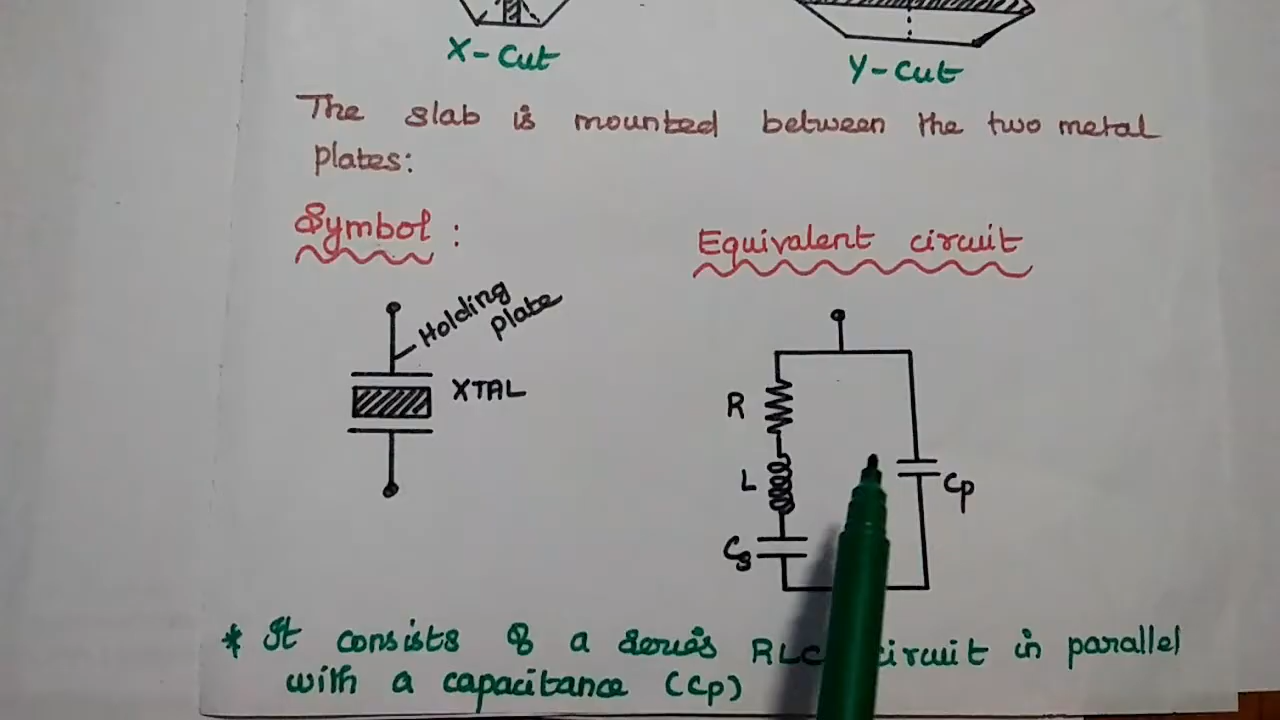 X-Cut
Y-Cut
The slab is mounted between the two metal
plates:
Symbol :
Equivalent circuit
Holding
plate
XTAL
R
L
Cs
Cp
* It consists of a series RLC circuit in parallel
with a capacitance (Cp)